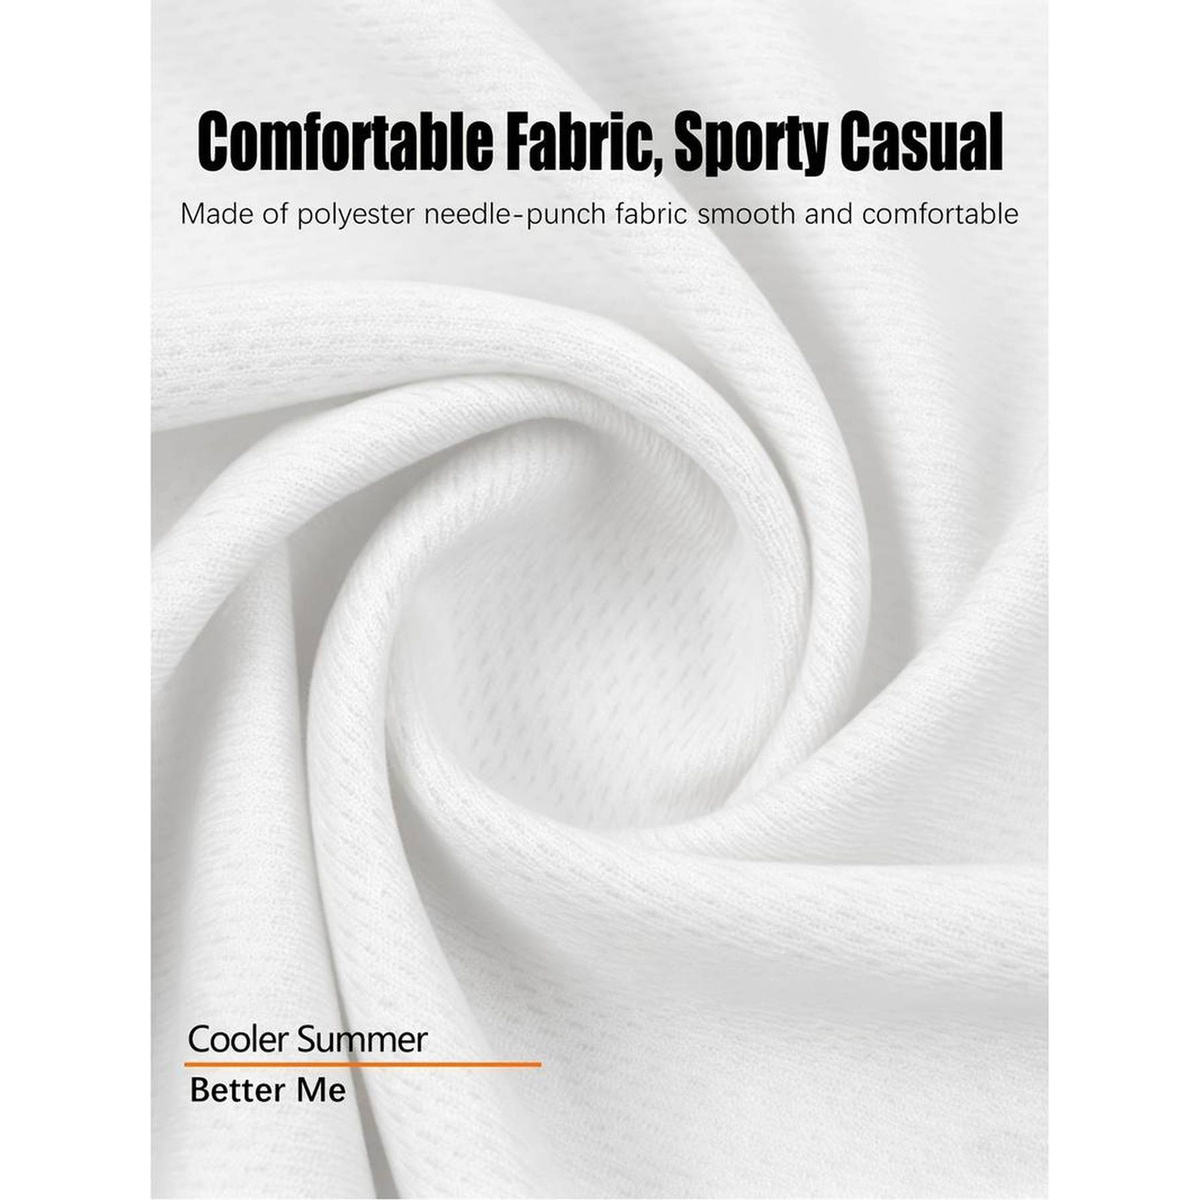 Comfortable Fabric, Sporty Casual
Made of polyester needle-punch fabric smooth and comfortable
Cooler Summer
Better Me